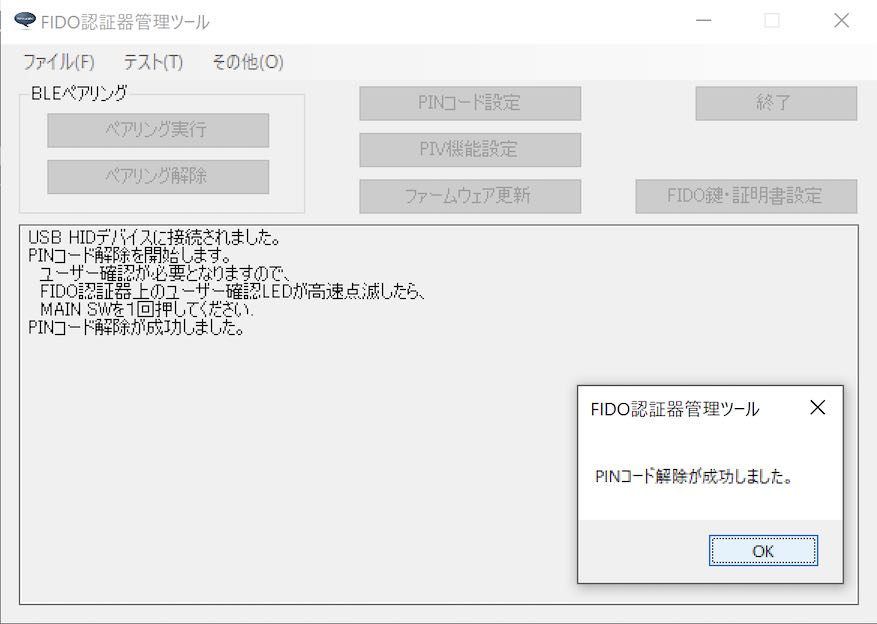 FIDO認証器管理ツール
ファイル(F) テスト(T) その他(O)
BLEペアリング
ペアリング実行
ペアリング解除
PINコード設定
PIV機能設定
ファームウェア更新
終了
FIDO鍵・証明書設定
USB HIDデバイスに接続されました。
PINコード解除を開始します。
ユーザー確認が必要となりますので、
FIDO認証器上のユーザー確認LEDが高速点滅したら、
MAIN SWを1回押してください.
PINコード解除が成功しました。
FIDO認証器管理ツール
PINコード解除が成功しました。
OK